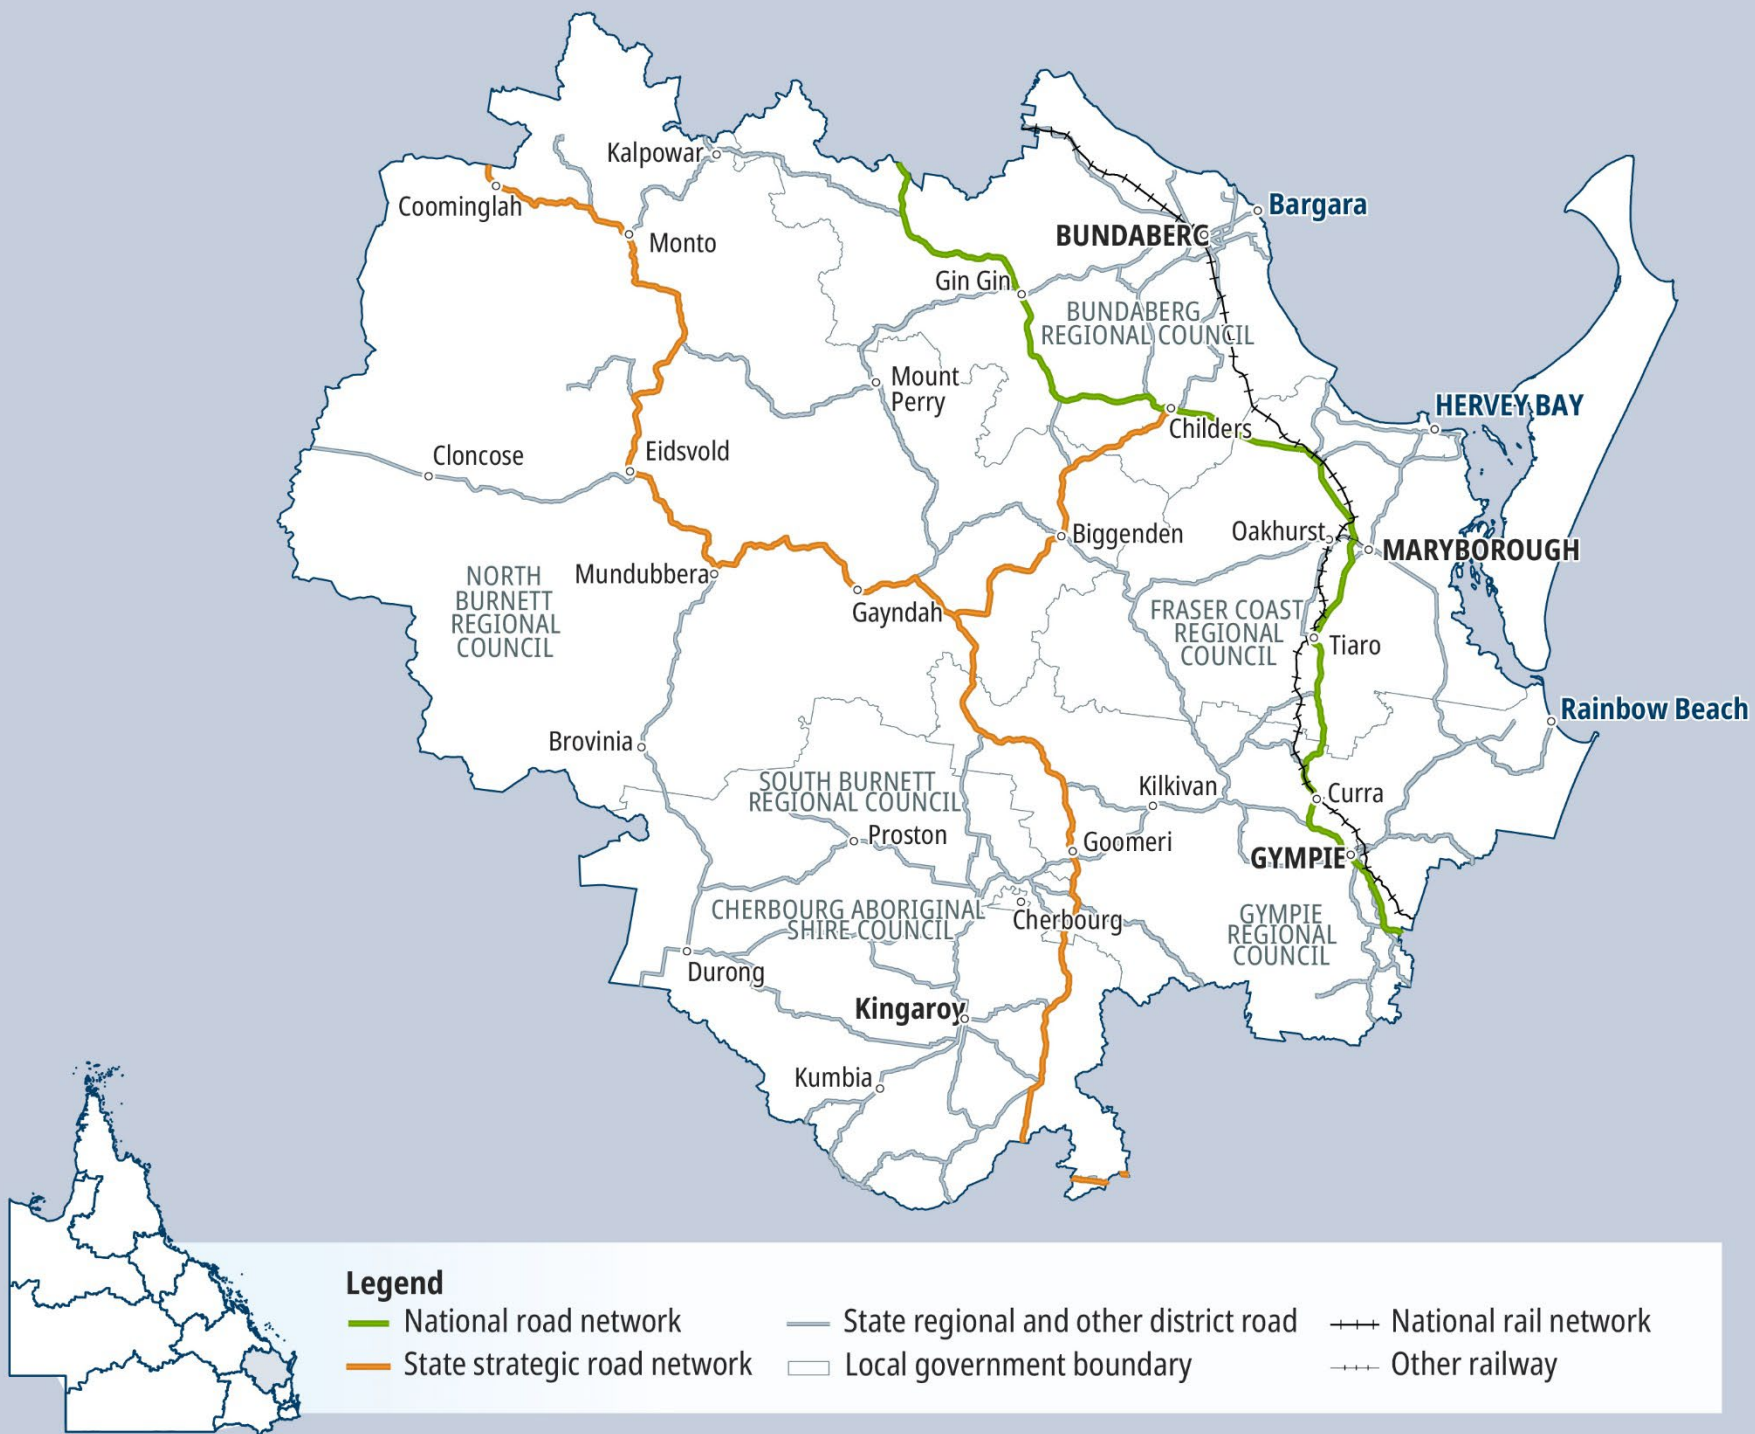 Kalpowar
Coominglah
Monto
Bargara
BUNDABERG
Gin Gin
BUNDABERG
REGIONAL COUNCIL
Mount
Perry
HERVEY BAY
Childers
Cloncose
Eidsvold
Biggenden
Oakhurst
MARYBOROUGH
NORTH
BURNETT
REGIONAL
COUNCIL
Mundubbera
Gayndah
FRASER COAST
REGIONAL
COUNCIL
Tiaro
Rainbow Beach
Brovinia
SOUTH BURNETT
REGIONAL COUNCIL
Kilkivan
Curra
Proston
Goomeri
GYMPIE
CHERBOURG ABORIGINAL
SHIRE COUNCIL
Cherbourg
GYMPIE
REGIONAL
COUNCIL
Durong
Kingaroy
Kumbia
Legend
National road network
State strategic road network
State regional and other district road
Local government boundary
National rail network
Other railway